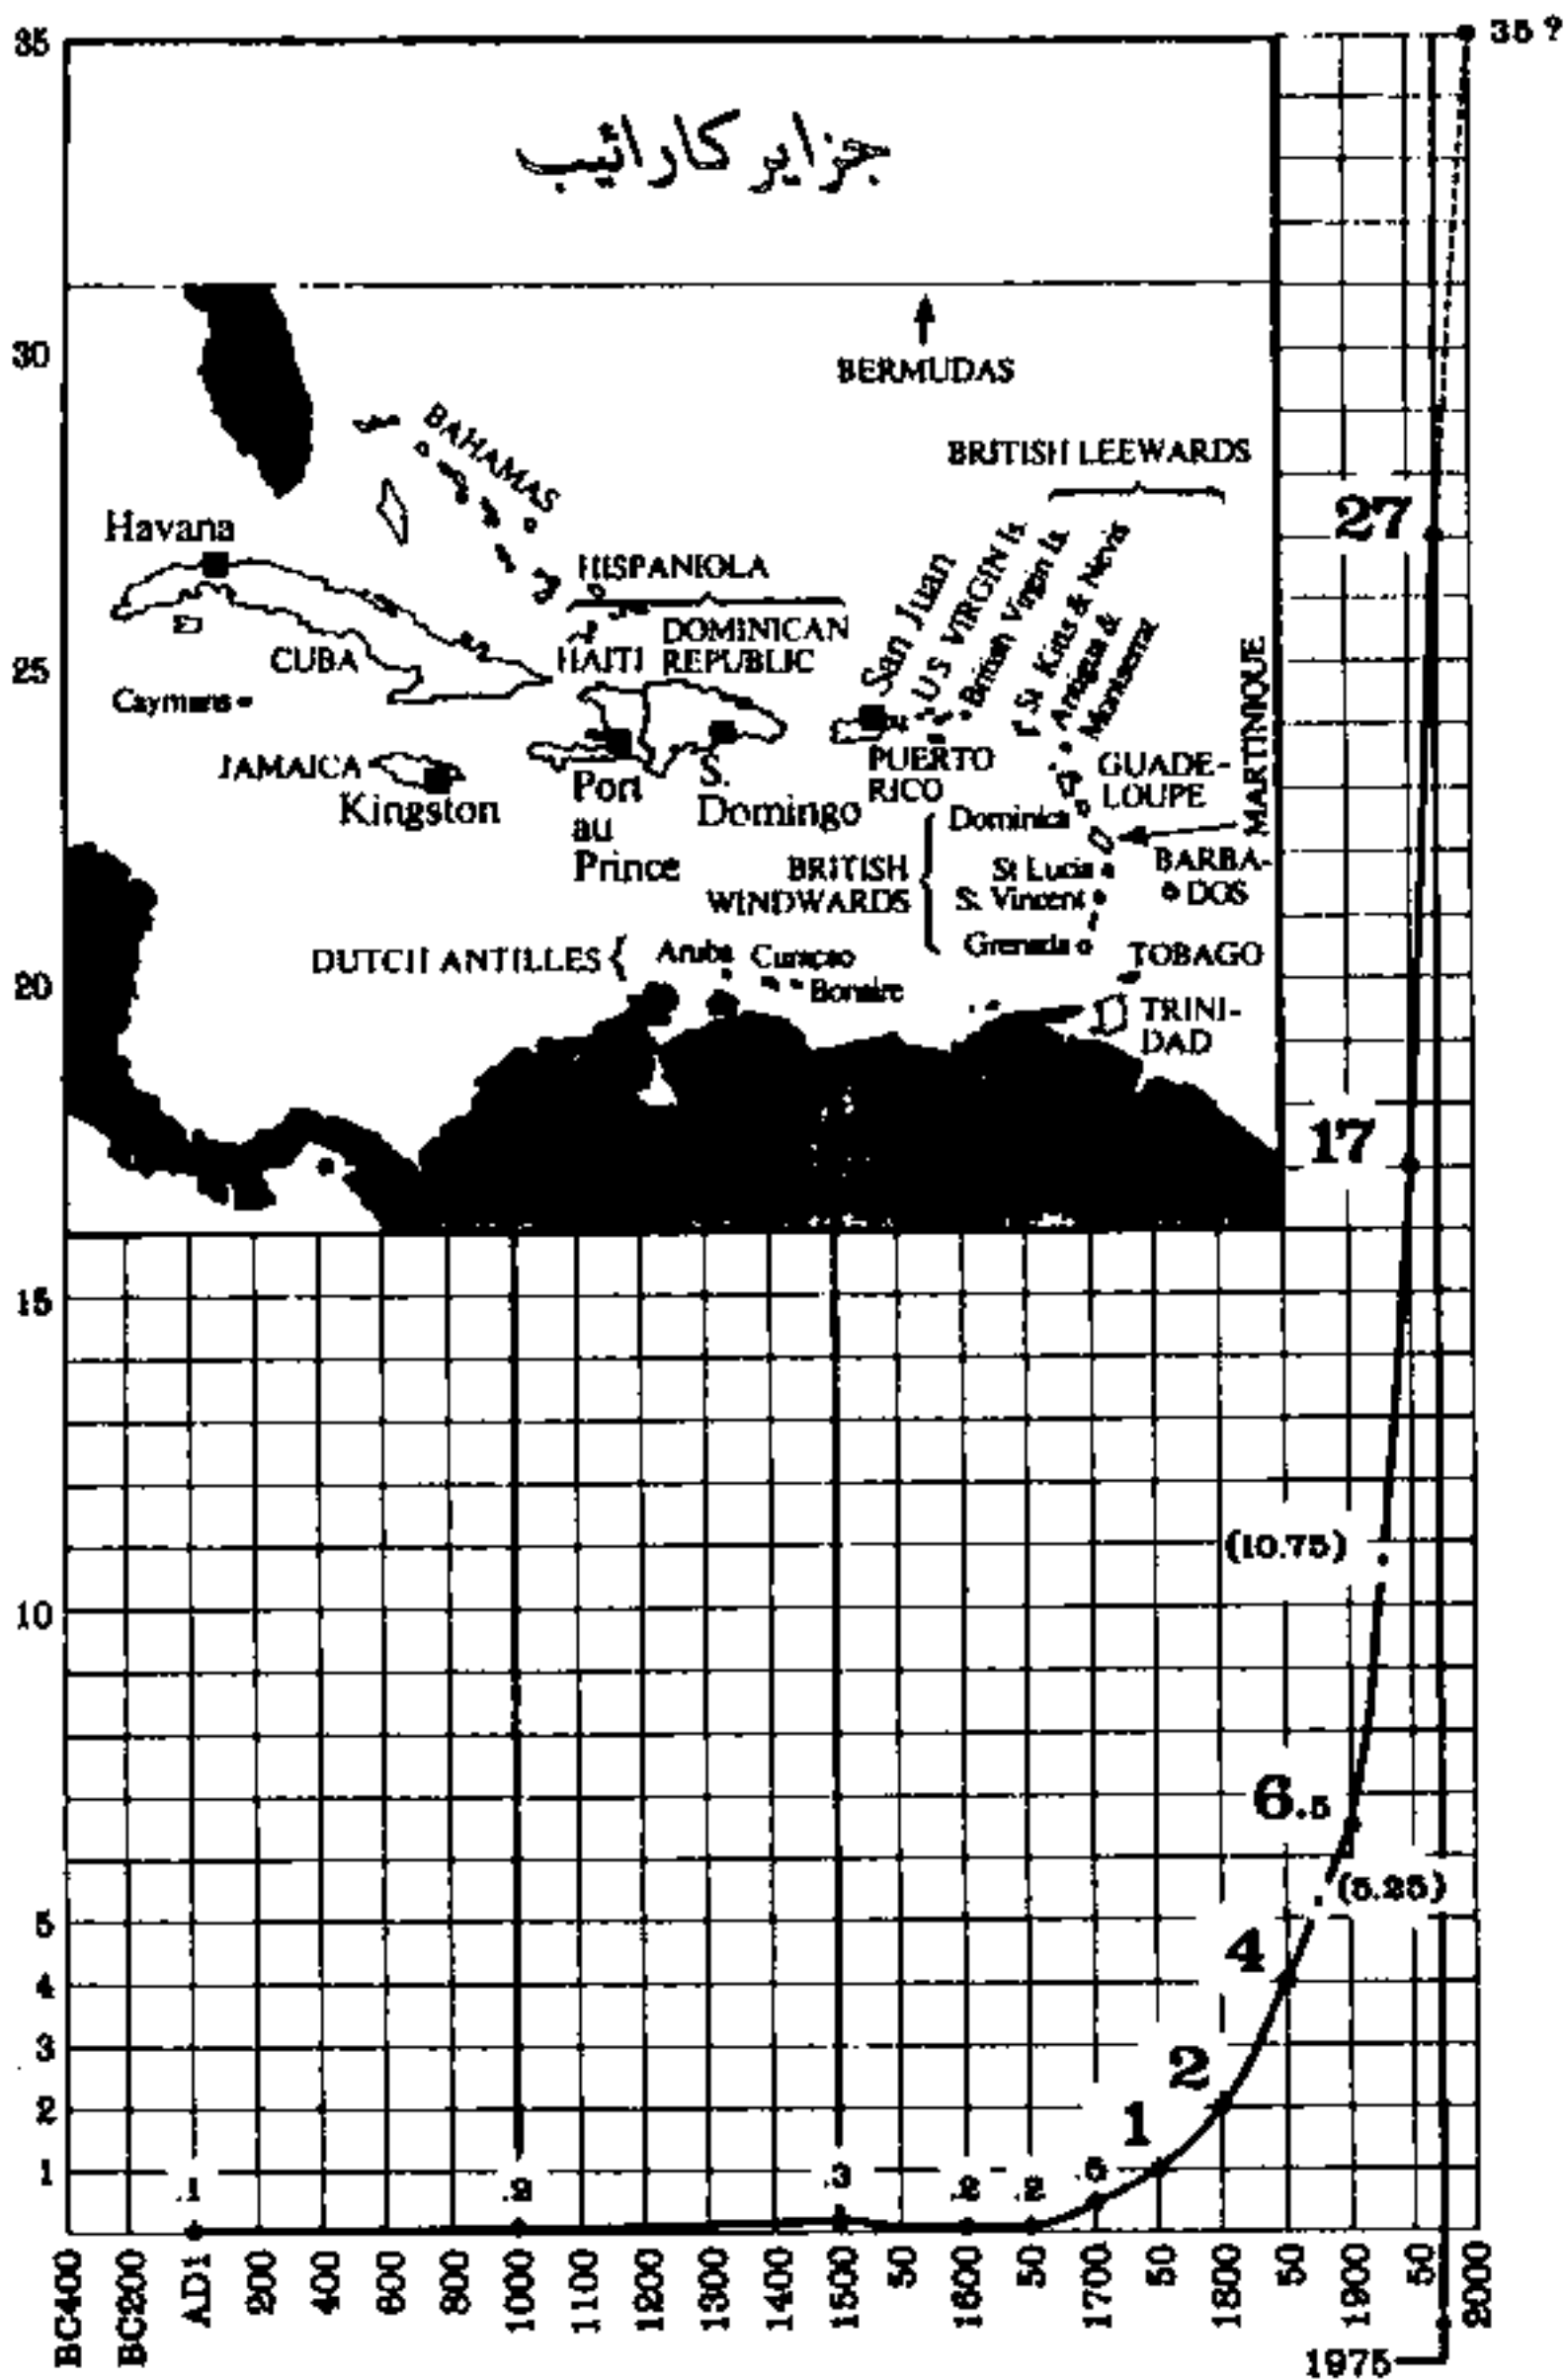 35
35 ?
جزایر کارائیب
30
BERMUDAS
BAHAMAS
BRITISH LEEWARDS
27
Havana
HISPANIOLA
San Juan
US VIRGIN Is.
British Virgin Is.
St. Kitts & Nevis
Antigua &
Montserrat
MARTINIQUE
25
CUBA
HAITI
DOMINICAN
REPUBLIC
Caymans
JAMAICA
Kingston
Port
au
Prince
S.
Domingo
PUERTO
RICO
GUADE-
LOUPE
Dominica
BRITISH
WINDWARDS
St Lucia
S. Vincent
Grenada
BARBA-
DOS
20
DUTCH ANTILLES
Aruba
Curaçao
Bonaire
TOBAGO
TRINI-
DAD
17
15
(10.75)
10
6.5
(5.25)
5
4
4
3
2
2
1
1
.1
.2
.3
.2
.2
.5
BC400
BC200
AD1
200
400
600
800
1000
1100
1200
1300
1400
1500
50
1600
50
1700
50
1800
50
1900
50
2000
1975